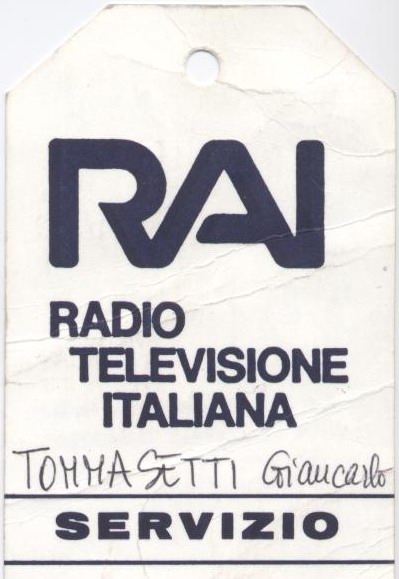 RAI
RADIO
TELEVISIONE
ITALIANA
TOMMASETTI Giancarlo
SERVIZIO